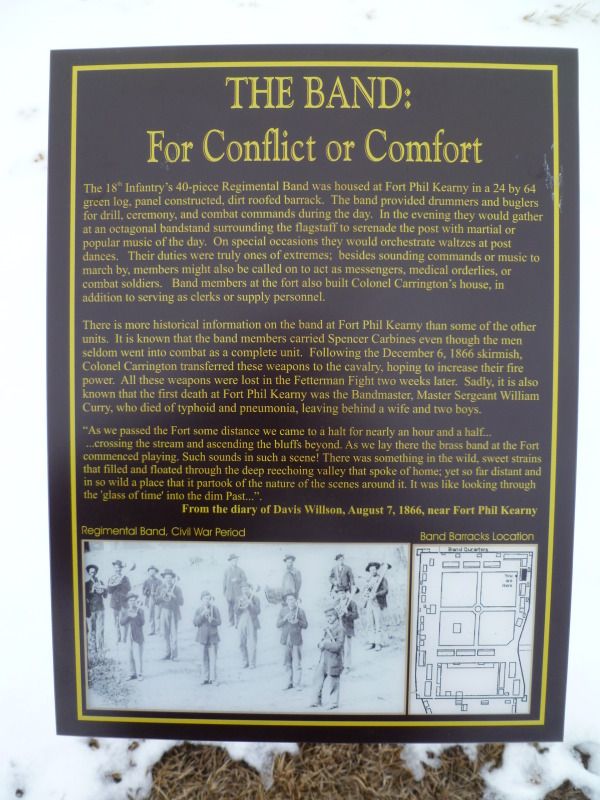 THE BAND:
For Conflict or Comfort
The 18th Infantry's 40-piece Regimental Band was housed at Fort Phil Kearny in a 24 by 64
green log, panel constructed, dirt roofed barrack. The band provided drummers and buglers
for drill, ceremony, and combat commands during the day. In the evening they would gather
at an octagonal bandstand surrounding the flagstaff to serenade the post with martial or
popular music of the day. On special occasions they would orchestrate waltzes at post
dances. Their duties were truly ones of extremes; besides sounding commands or music to
march by, members might also be called on to act as messengers, medical orderlies, or
combat soldiers. Band members at the fort also built Colonel Carrington's house, in
addition to serving as clerks or supply personnel.
There is more historical information on the band at Fort Phil Kearny than some of the other
units. It is known that the band members carried Spencer Carbines even though the men
seldom went into combat as a complete unit. Following the December 6, 1866 skirmish,
Colonel Carrington transferred these weapons to the cavalry, hoping to increase their fire
power. All these weapons were lost in the Fetterman Fight two weeks later. Sadly, it is also
known that the first death at Fort Phil Kearny was the Bandmaster, Master Sergeant William
Curry, who died of typhoid and pneumonia, leaving behind a wife and two boys.
"As we passed the Fort some distance we came to a halt for nearly an hour and a half...
...crossing the stream and ascending the bluffs beyond. As we lay there the brass band at the Fort
commenced playing. Such sounds in such a scene! There was something in the wild, sweet strains
that filled and floated through the deep reechoing valley that spoke of home; yet so far distant and
in so wild a place that it partook of the nature of the scenes around it. It was like looking through
the 'glass of time' into the dim Past...".
From the diary of Davis Willson, August 7, 1866, near Fort Phil Kearny
Regimental Band, Civil War Period
Band Barracks Location
Band Quarters
You
Are
Here